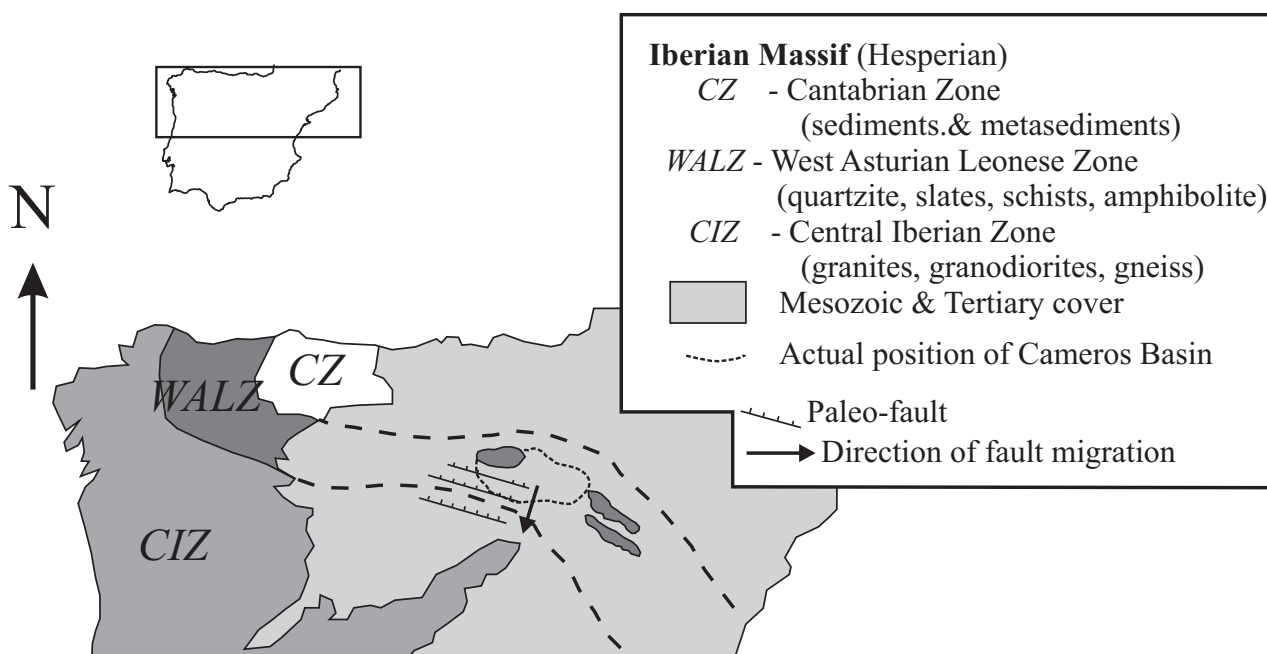 Iberian Massif (Hesperian)
CZ - Cantabrian Zone
(sediments.& metasediments)
WALZ - West Asturian Leonese Zone
(quartzite, slates, schists, amphibolite)
CIZ - Central Iberian Zone
(granites, granodiorites, gneiss)
Mesozoic & Tertiary cover
Actual position of Cameros Basin
Paleo-fault
Direction of fault migration
N
CZ
WALZ
CIZ